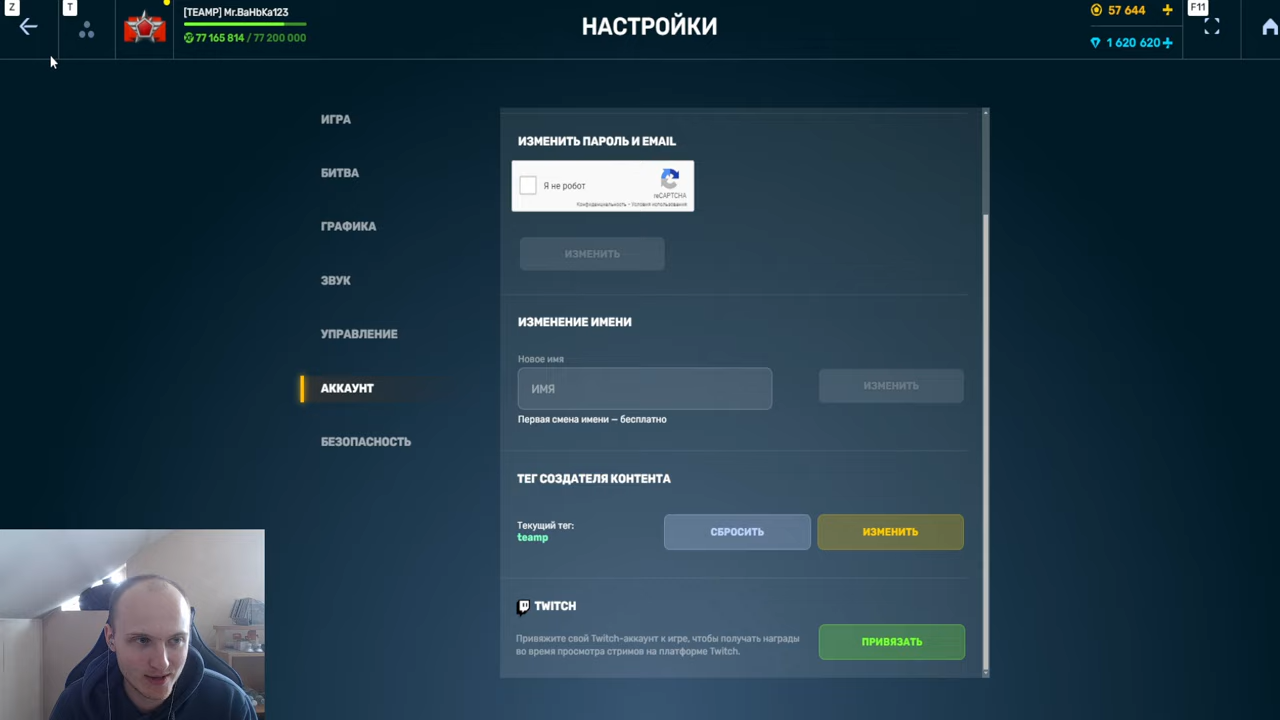 Z
T
[TEAMP] Mr.BaHbKa123
77 165 814 / 77 200 000
НАСТРОЙКИ
57 644 +
1 620 620 +
F11
ИГРА
БИТВА
ГРАФИКА
ЗВУК
УПРАВЛЕНИЕ
АККАУНТ
БЕЗОПАСНОСТЬ
ИЗМЕНИТЬ ПАРОЛЬ И EMAIL
Я не робот
reCAPTCHA
Конфиденциальность - Условия использования
ИЗМЕНИТЬ
ИЗМЕНЕНИЕ ИМЕНИ
Новое имя
ИМЯ
ИЗМЕНИТЬ
Первая смена имени — бесплатно
ТЕГ СОЗДАТЕЛЯ КОНТЕНТА
Текущий тег:
teamp
СБРОСИТЬ
ИЗМЕНИТЬ
TWITCH
Привяжите свой Twitch-аккаунт к игре, чтобы получать награды
во время просмотра стримов на платформе Twitch.
ПРИВЯЗАТЬ